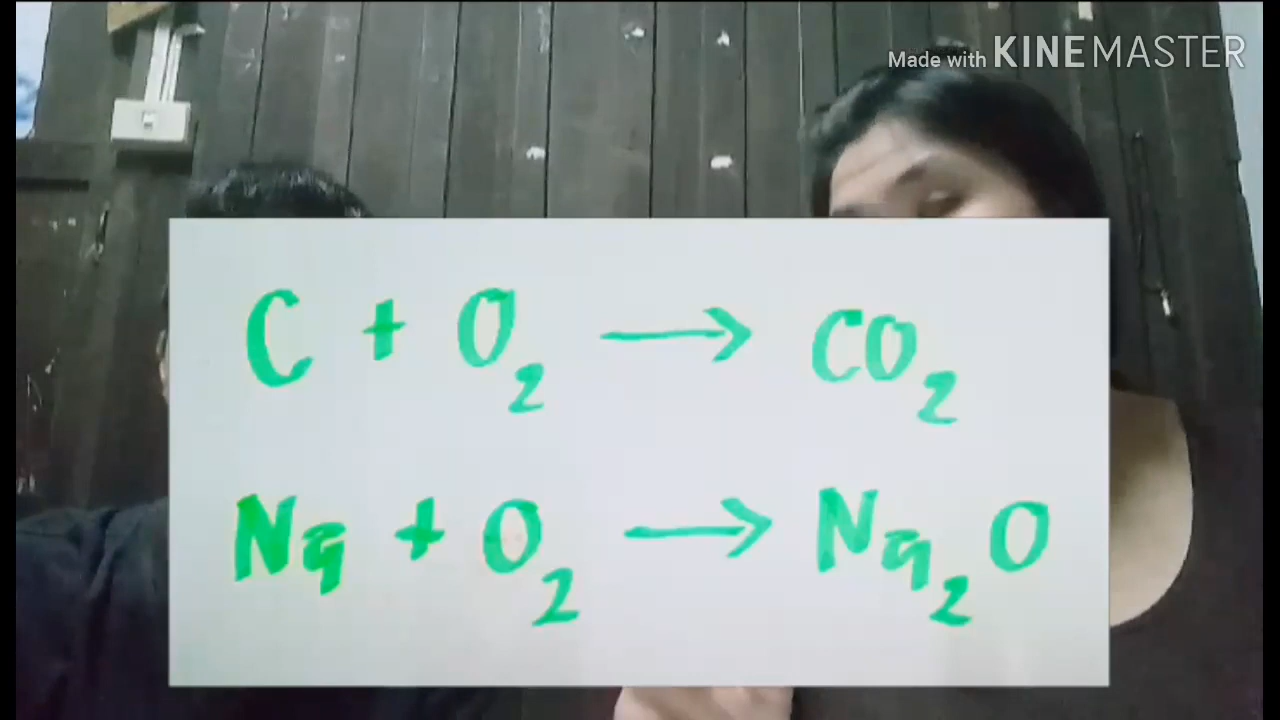 Made with KINEMASTER
C + O₂ → CO₂
Na + O₂ → Na₂O